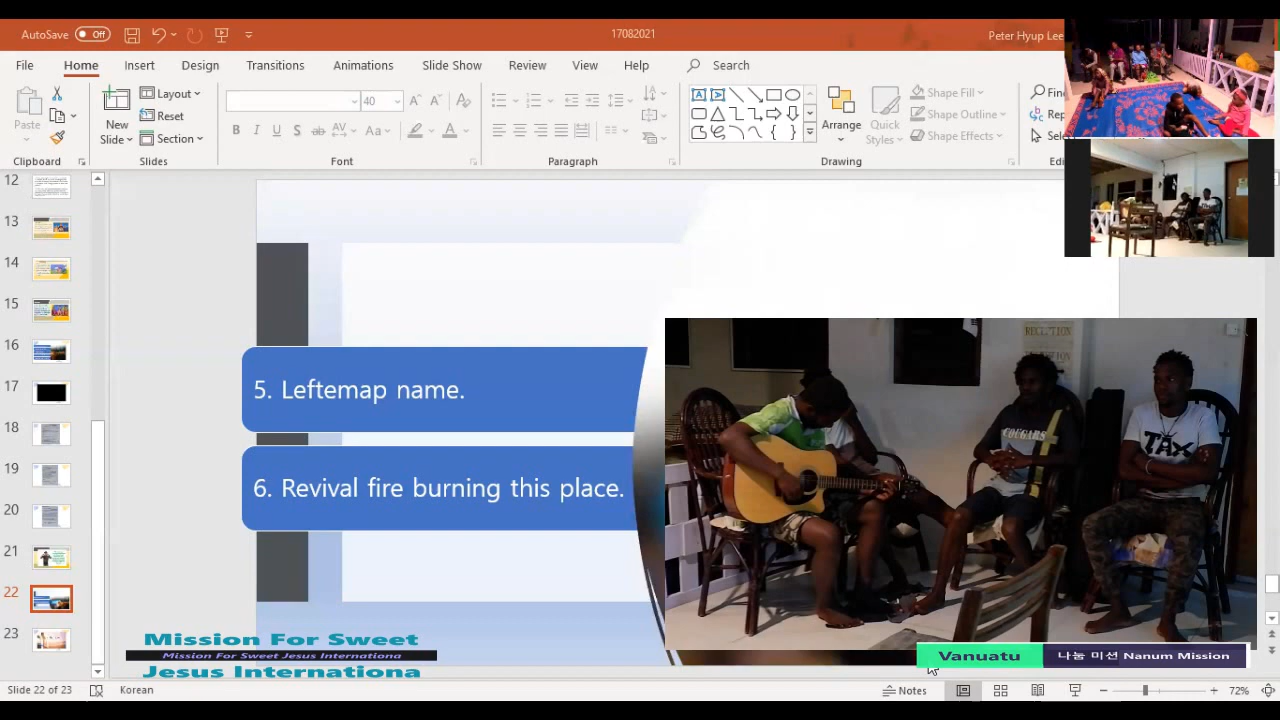 AutoSave Off 17082021 Peter Hyup Lee
File Home Insert Design Transitions Animations Slide Show Review View Help Search
Paste
New Slide
Layout
Reset
Section
40
Arrange
Quick Styles
Shape Fill
Shape Outline
Shape Effects
Clipboard Slides Font Paragraph Drawing
12
13
14
15
16
17
18
19
20
21
22
23
5. Leftemap name.
6. Revival fire burning this place.
COUGARS
TAX
Mission For Sweet
Mission For Sweet Jesus Internationa
Jesus Internationa
Vanuatu 나눔 미션 Nanum Mission
Slide 22 of 23 Korean Notes 72%